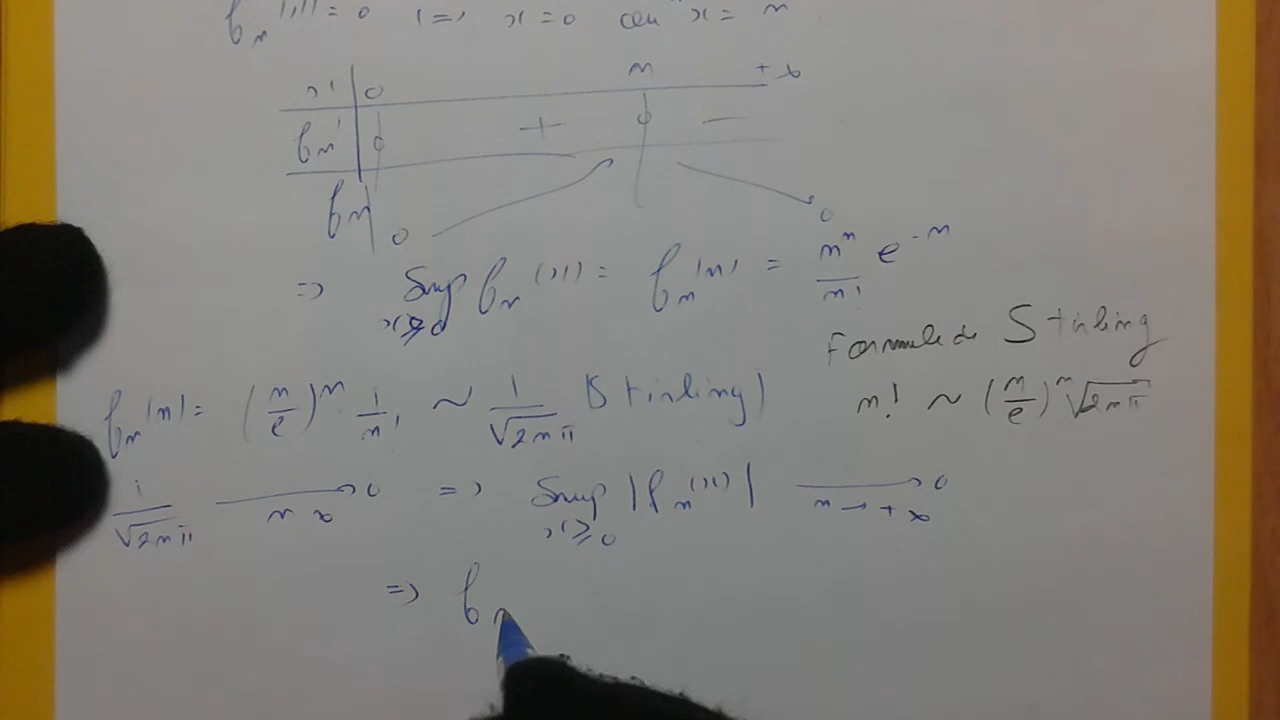 fₙ'(x) = 0 <=> x = 0 ou x = n
x 0 n +∞
fₙ' 0 + 0 −
fₙ 0 0
=> Sup fₙ(x) = fₙ(n) = nⁿ/n! e⁻ⁿ
x≥0
Formule de Stirling
fₙ(n) = (n/e)ⁿ 1/n! ~ 1/√2nπ (Stirling) n! ~ (n/e)ⁿ √2nπ
1/√2nπ → 0 => Sup |fₙ(x)| → 0
n ∞ x≥0 n→+∞
=> fₙ